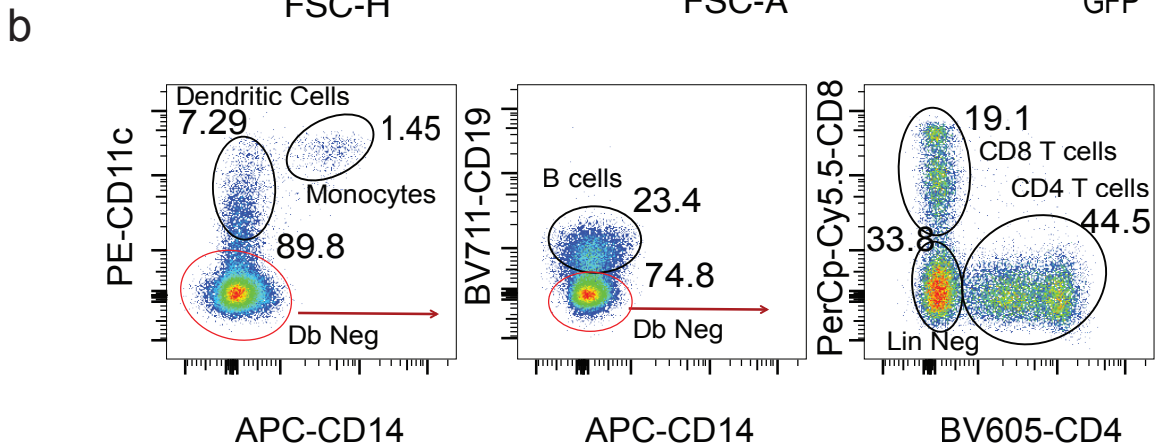 FSC-H
FSC-A
GFP
b
PE-CD11c
Dendritic Cells
7.29
1.45
Monocytes
89.8
Db Neg
APC-CD14
BV711-CD19
B cells
23.4
74.8
Db Neg
APC-CD14
PerCp-Cy5.5-CD8
19.1
CD8 T cells
CD4 T cells
44.5
33.8
Lin Neg
BV605-CD4